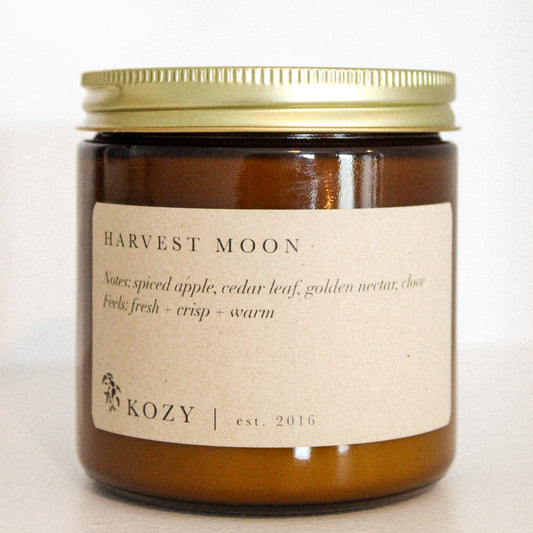 HARVEST MOON
Notes: spiced apple, cedar leaf, golden nectar, clove
Feels: fresh + crisp + warm
KOZY | est. 2016